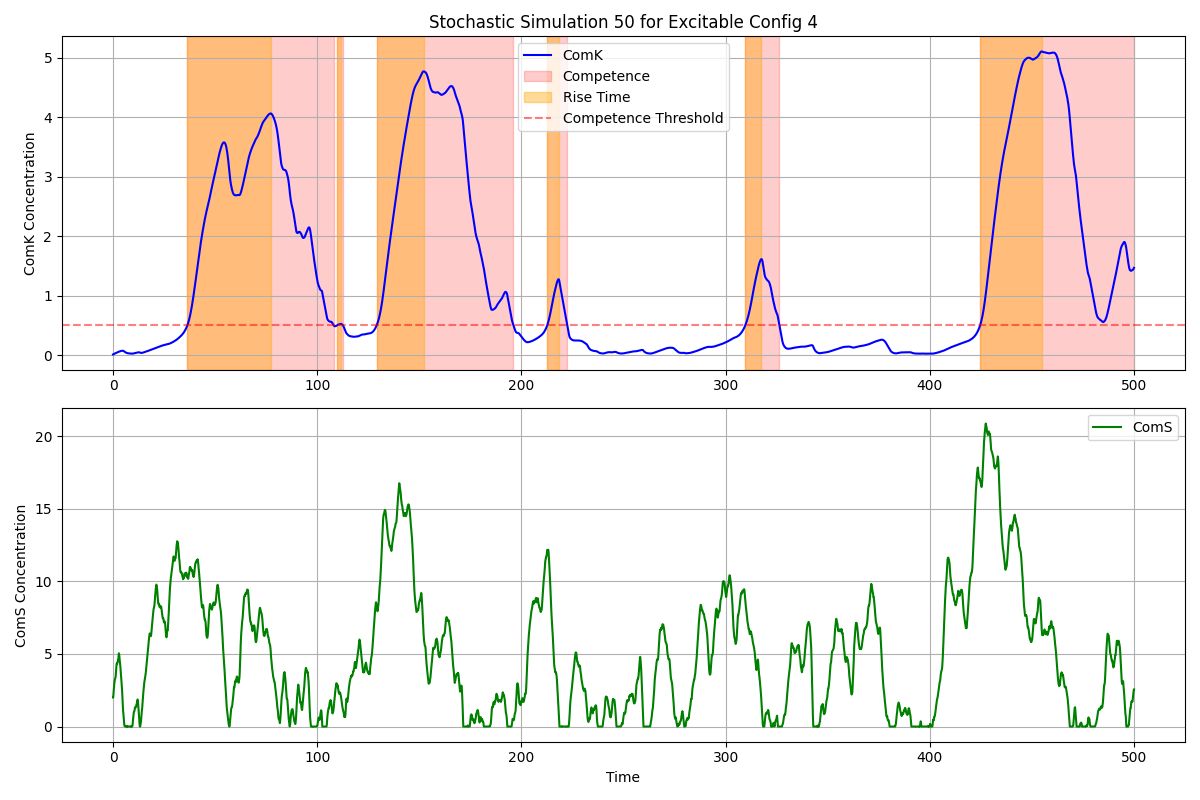 Stochastic Simulation 50 for Excitable Config 4
ComK Concentration
5
4
3
2
1
0
ComK
Competence
Rise Time
Competence Threshold
0
100
200
300
400
500
ComS Concentration
20
15
10
5
0
ComS
0
100
200
300
400
500
Time